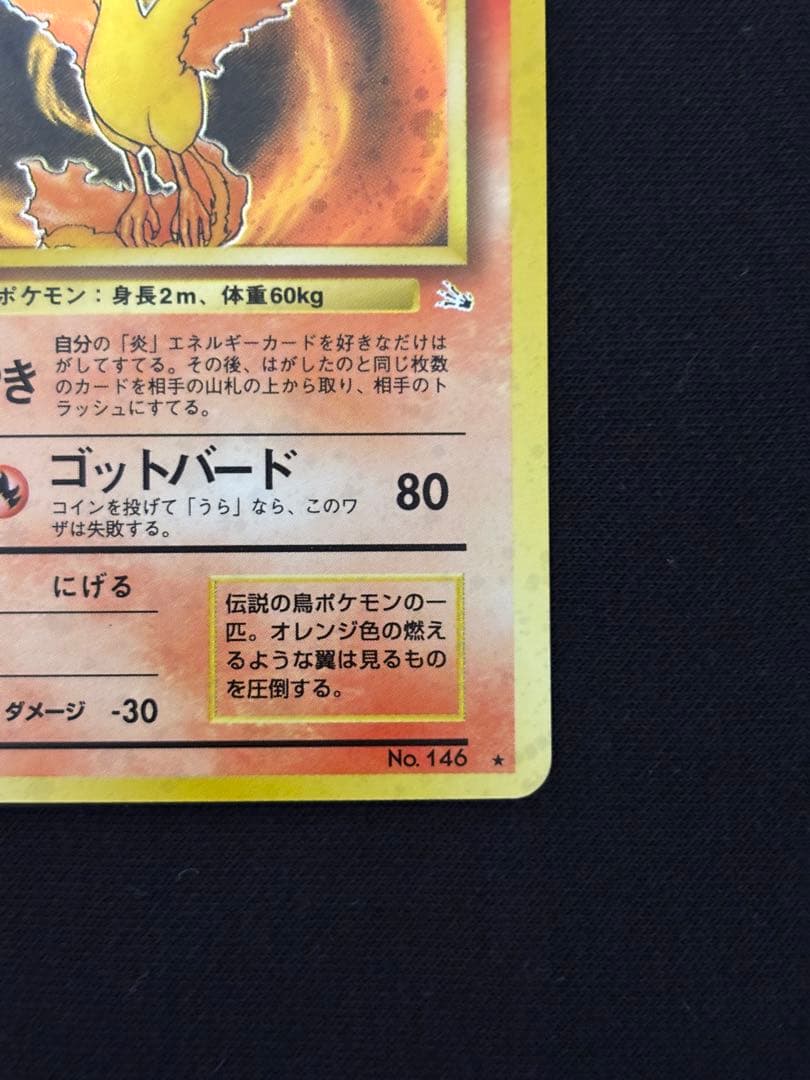 ポケモン：身長2m、体重60kg
自分の「炎」エネルギーカードを好きなだけは
がしてすてる。その後、はがしたのと同じ枚数
のカードを相手の山札の上から取り、相手のト
ラッシュにすてる。
き
ゴットバード
80
コインを投げて「うら」なら、このワ
ザは失敗する。
にげる
伝説の鳥ポケモンの一
匹。オレンジ色の燃え
るような翼は見るもの
を圧倒する。
ダメージ -30
No. 146 ★